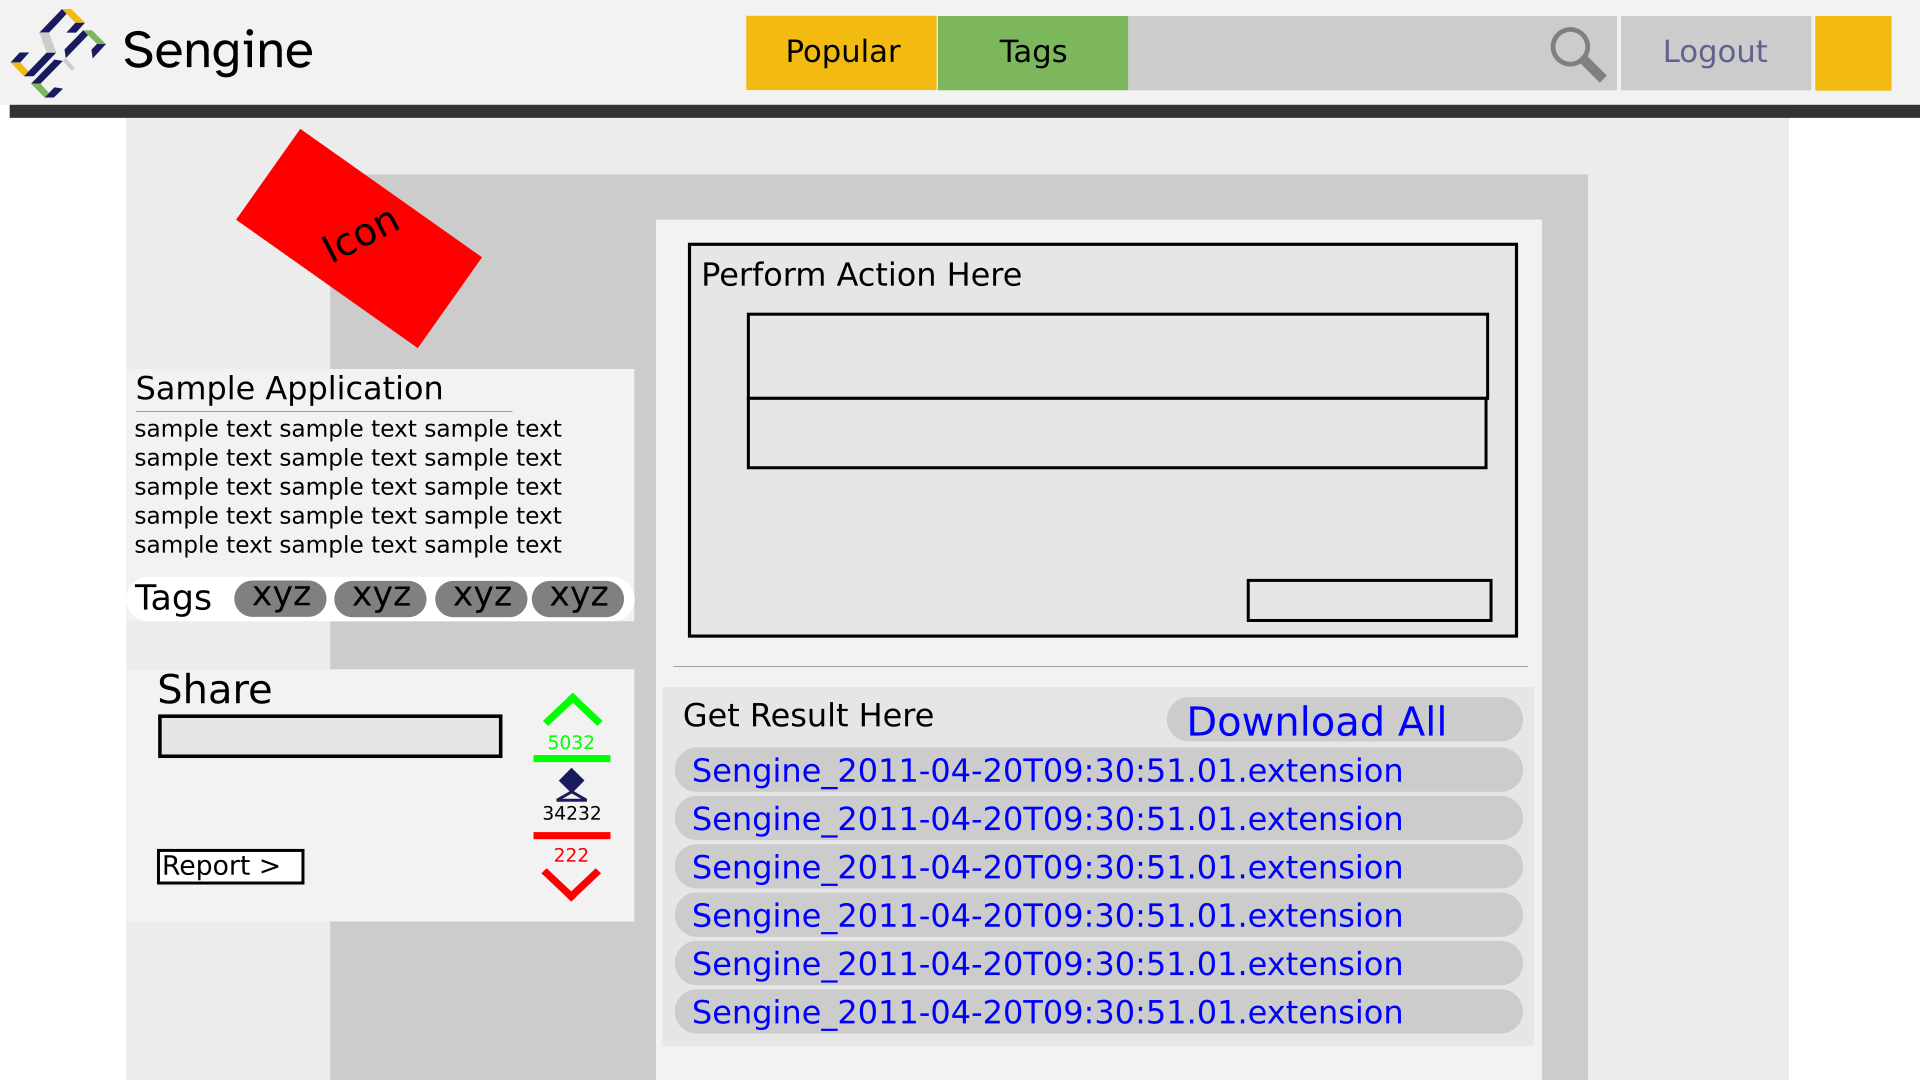 Sengine
Popular
Tags
Logout
Icon
Sample Application
sample text sample text sample text
sample text sample text sample text
sample text sample text sample text
sample text sample text sample text
sample text sample text sample text
Tags xyz xyz xyz xyz
Share
5032
34232
222
Report >
Perform Action Here
Get Result Here
Download All
Sengine_2011-04-20T09:30:51.01.extension
Sengine_2011-04-20T09:30:51.01.extension
Sengine_2011-04-20T09:30:51.01.extension
Sengine_2011-04-20T09:30:51.01.extension
Sengine_2011-04-20T09:30:51.01.extension
Sengine_2011-04-20T09:30:51.01.extension